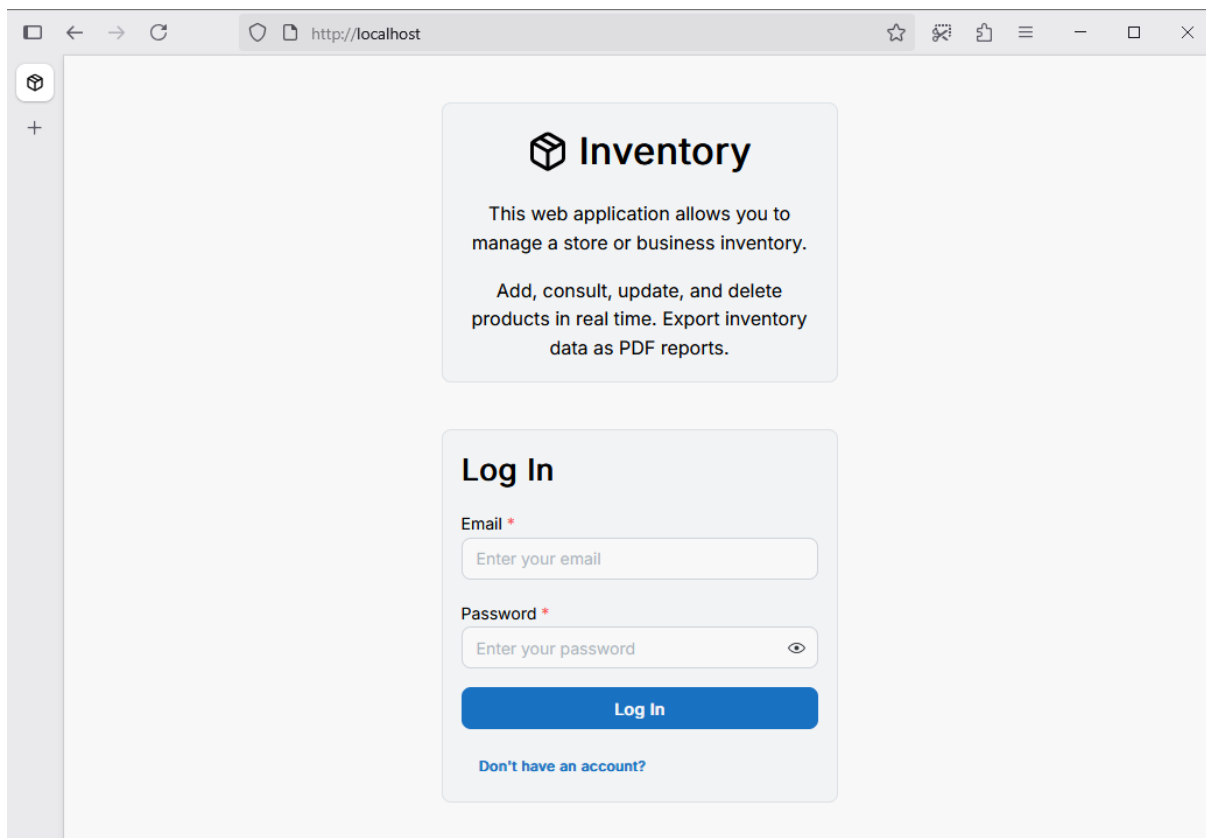 http://localhost
Inventory
This web application allows you to
manage a store or business inventory.
Add, consult, update, and delete
products in real time. Export inventory
data as PDF reports.
Log In
Email *
Enter your email
Password *
Enter your password
Log In
Don't have an account?